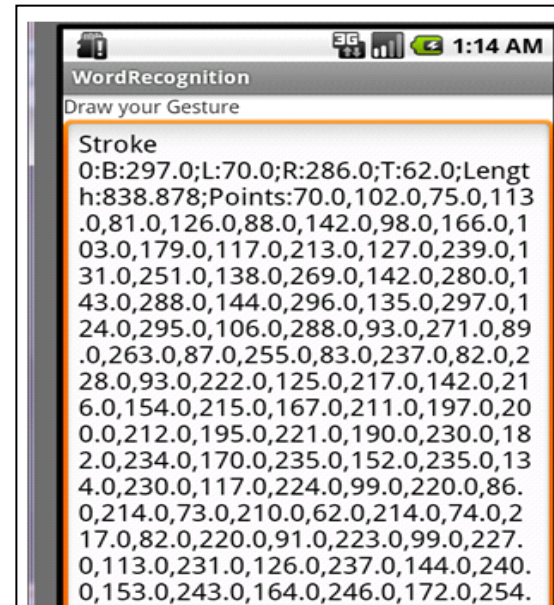 3G 1:14 AM
WordRecognition
Draw your Gesture
Stroke
0:B:297.0;L:70.0;R:286.0;T:62.0;Lengt
h:838.878;Points:70.0,102.0,75.0,113
.0,81.0,126.0,88.0,142.0,98.0,166.0,1
03.0,179.0,117.0,213.0,127.0,239.0,1
31.0,251.0,138.0,269.0,142.0,280.0,1
43.0,288.0,144.0,296.0,135.0,297.0,1
24.0,295.0,106.0,288.0,93.0,271.0,89
.0,263.0,87.0,255.0,83.0,237.0,82.0,2
28.0,93.0,222.0,125.0,217.0,142.0,21
6.0,154.0,215.0,167.0,211.0,197.0,20
0.0,212.0,195.0,221.0,190.0,230.0,18
2.0,234.0,170.0,235.0,152.0,235.0,13
4.0,230.0,117.0,224.0,99.0,220.0,86.
0,214.0,73.0,210.0,62.0,214.0,74.0,2
17.0,82.0,220.0,91.0,223.0,99.0,227.
0,113.0,231.0,126.0,237.0,144.0,240.
0,153.0,243.0,164.0,246.0,172.0,254.